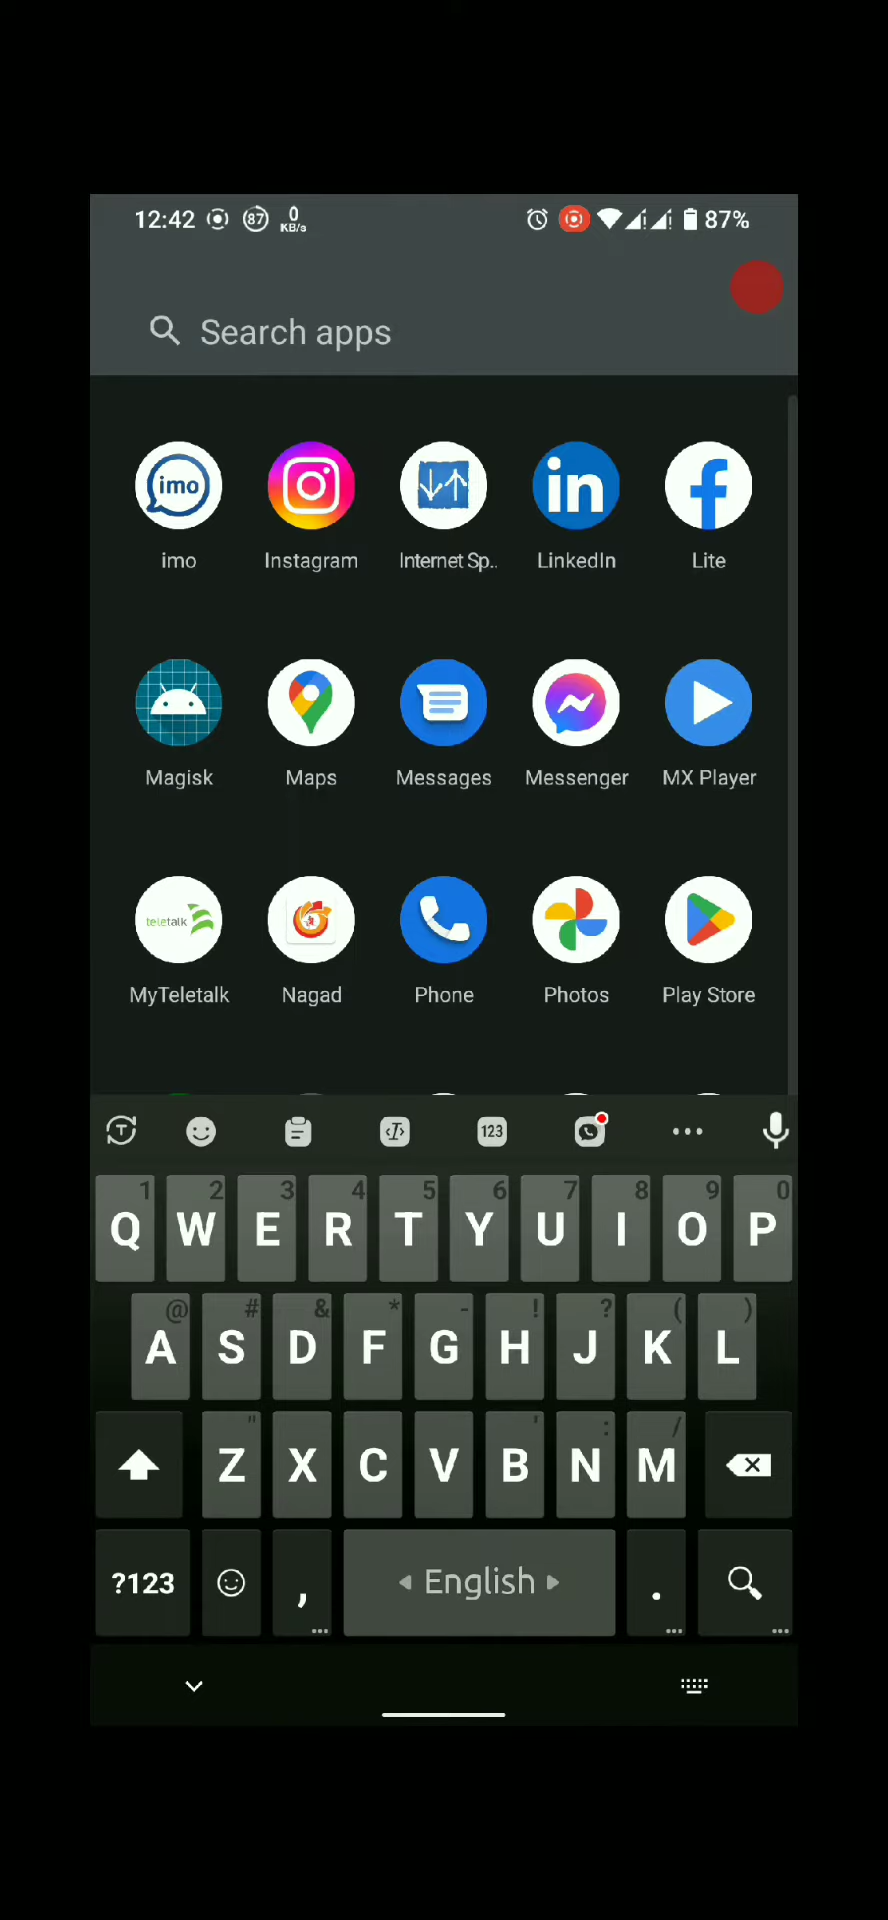 12:42 87 0 KB/s 87%
Search apps
imo in f
imo Instagram Internet Sp.. LinkedIn Lite
Magisk Maps Messages Messenger MX Player
teletalk
MyTeletalk Nagad Phone Photos Play Store
T 123
1 2 3 4 5 6 7 8 9 0
Q W E R T Y U I O P
@ # & * - ! ? ( )
A S D F G H J K L
" ' : /
Z X C V B N M
?123 , English .